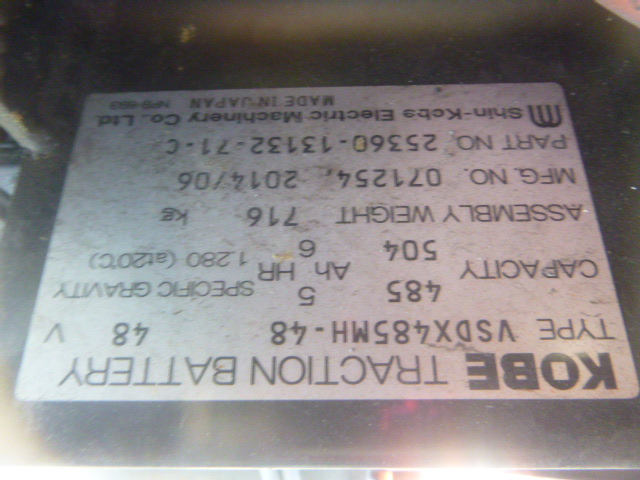 KOBE TRACTION BATTERY
TYPE VSDX485MH-48 48 V
CAPACITY 485 Ah 5 HR SPECIFIC GRAVITY
504 6 1.280 (at20℃)
ASSEMBLY WEIGHT 716 kg
MFG. NO. 071254, 2014/06
PART NO. 25360-13132-71-C
Shin-Kobe Electric Machinery Co., Ltd.
MADE IN JAPAN NPB-693